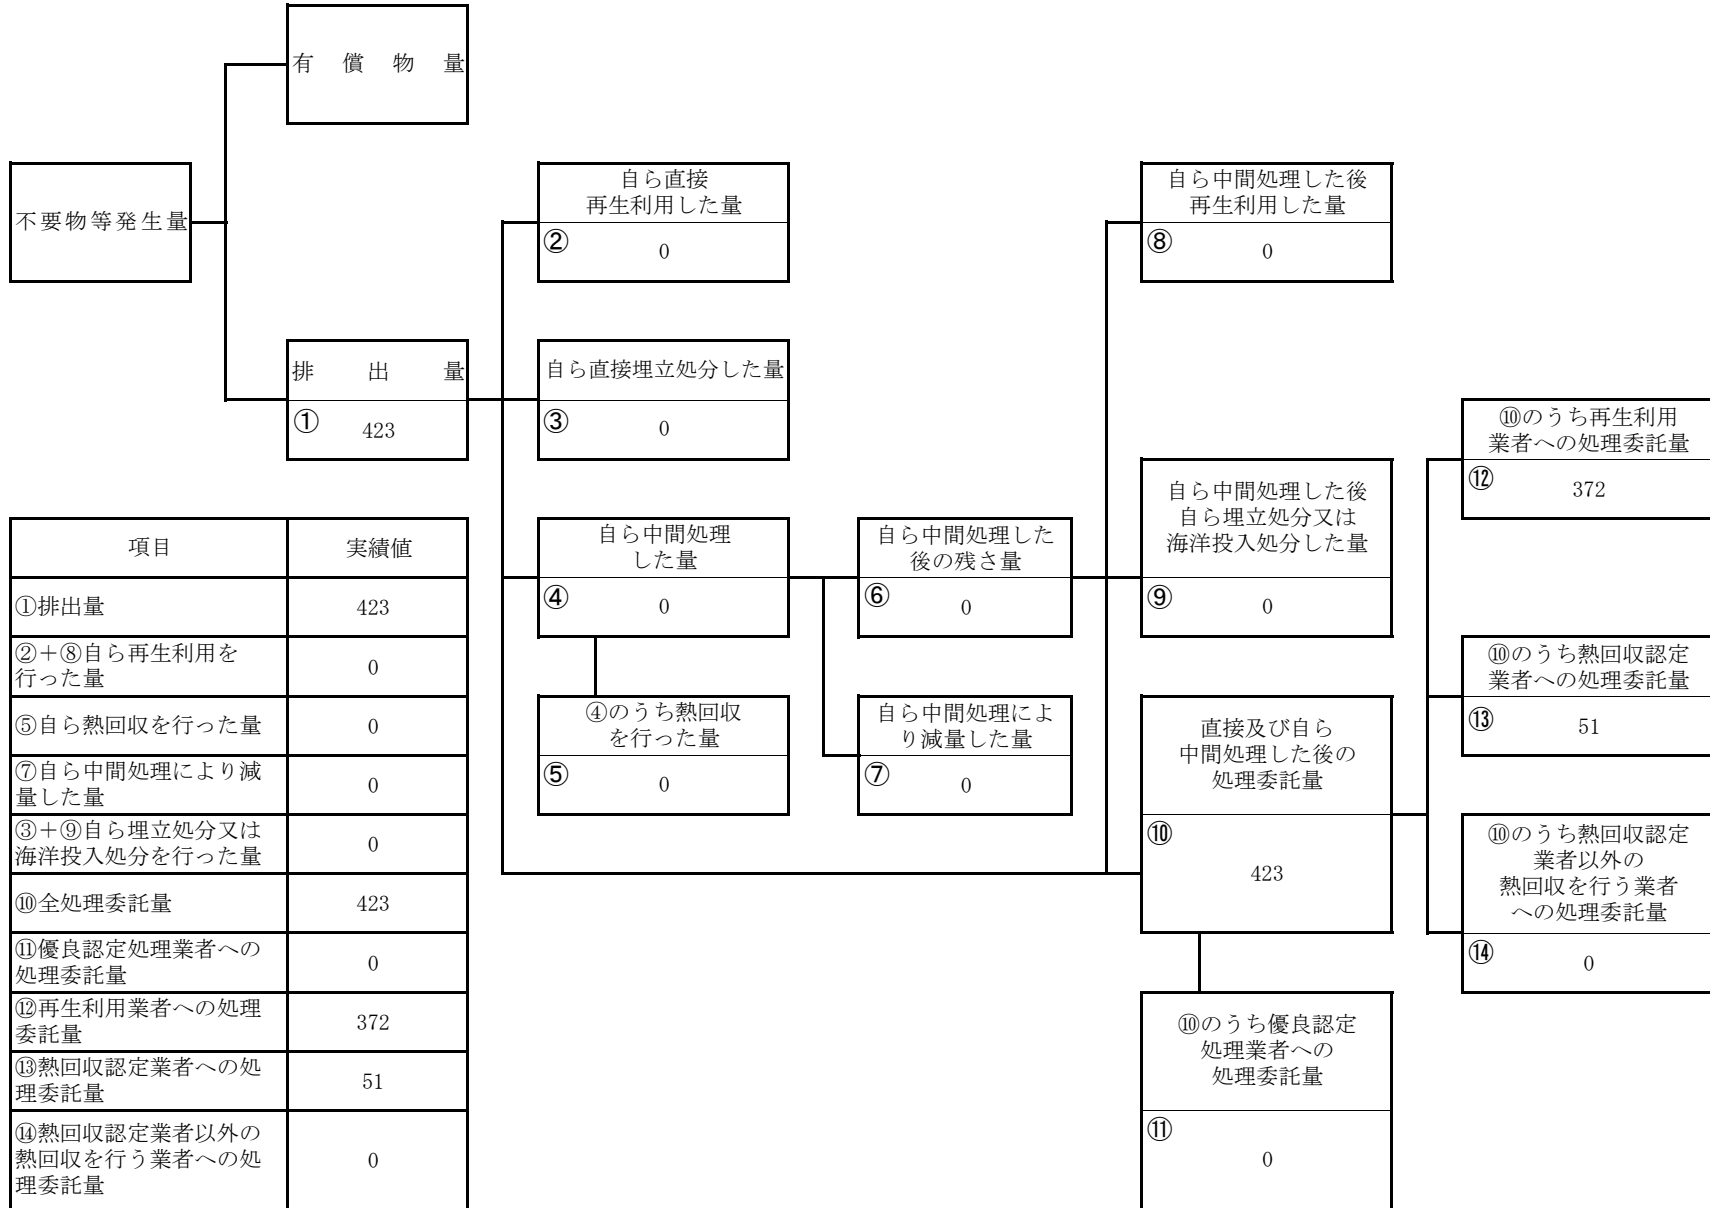 有償物量
不要物等発生量
排出量
① 423
自ら直接
再生利用した量
② 0
自ら直接埋立処分した量
③ 0
自ら中間処理
した量
④ 0
④のうち熱回収
を行った量
⑤ 0
自ら中間処理した
後の残さ量
⑥ 0
自ら中間処理によ
り減量した量
⑦ 0
自ら中間処理した後
再生利用した量
⑧ 0
自ら中間処理した後
自ら埋立処分又は
海洋投入処分した量
⑨ 0
直接及び自ら
中間処理した後の
処理委託量
⑩
423
⑩のうち優良認定
処理業者への
処理委託量
⑪
0
⑩のうち再生利用
業者への処理委託量
⑫ 372
⑩のうち熱回収認定
業者への処理委託量
⑬ 51
⑩のうち熱回収認定
業者以外の
熱回収を行う業者
への処理委託量
⑭ 0
項目 実績値
①排出量 423
②＋⑧自ら再生利用を
行った量 0
⑤自ら熱回収を行った量 0
⑦自ら中間処理により減
量した量 0
③＋⑨自ら埋立処分又は
海洋投入処分を行った量 0
⑩全処理委託量 423
⑪優良認定処理業者への
処理委託量 0
⑫再生利用業者への処理
委託量 372
⑬熱回収認定業者への処
理委託量 51
⑭熱回収認定業者以外の
熱回収を行う業者への処 0
理委託量